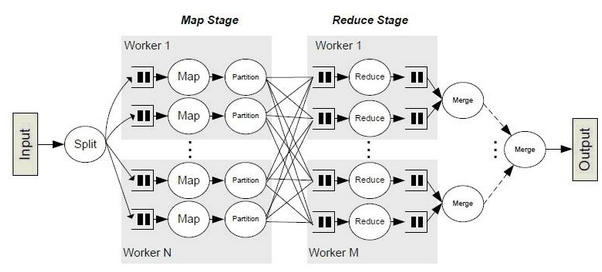 Map Stage
Reduce Stage
Worker 1
Worker 1
Map
Partition
Reduce
Map
Partition
Reduce
Merge
Input
Split
Merge
Output
Map
Partition
Reduce
Map
Partition
Reduce
Merge
Worker N
Worker M